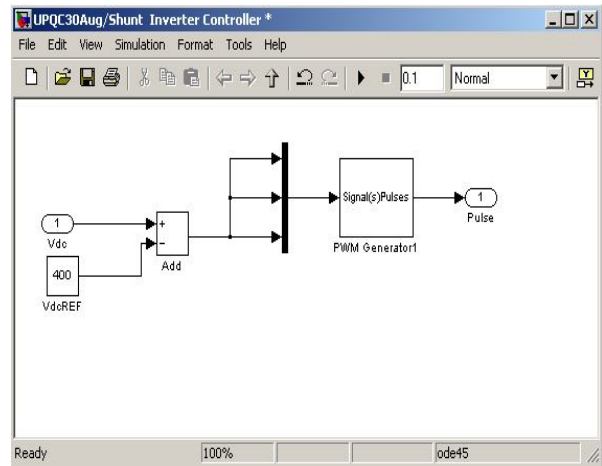 UPQC30Aug/Shunt Inverter Controller *
File Edit View Simulation Format Tools Help
0.1 Normal
1
Vdc
400
VdcREF
+
−
Add
Signal(s)Pulses
PWM Generator1
1
Pulse
Ready 100% ode45